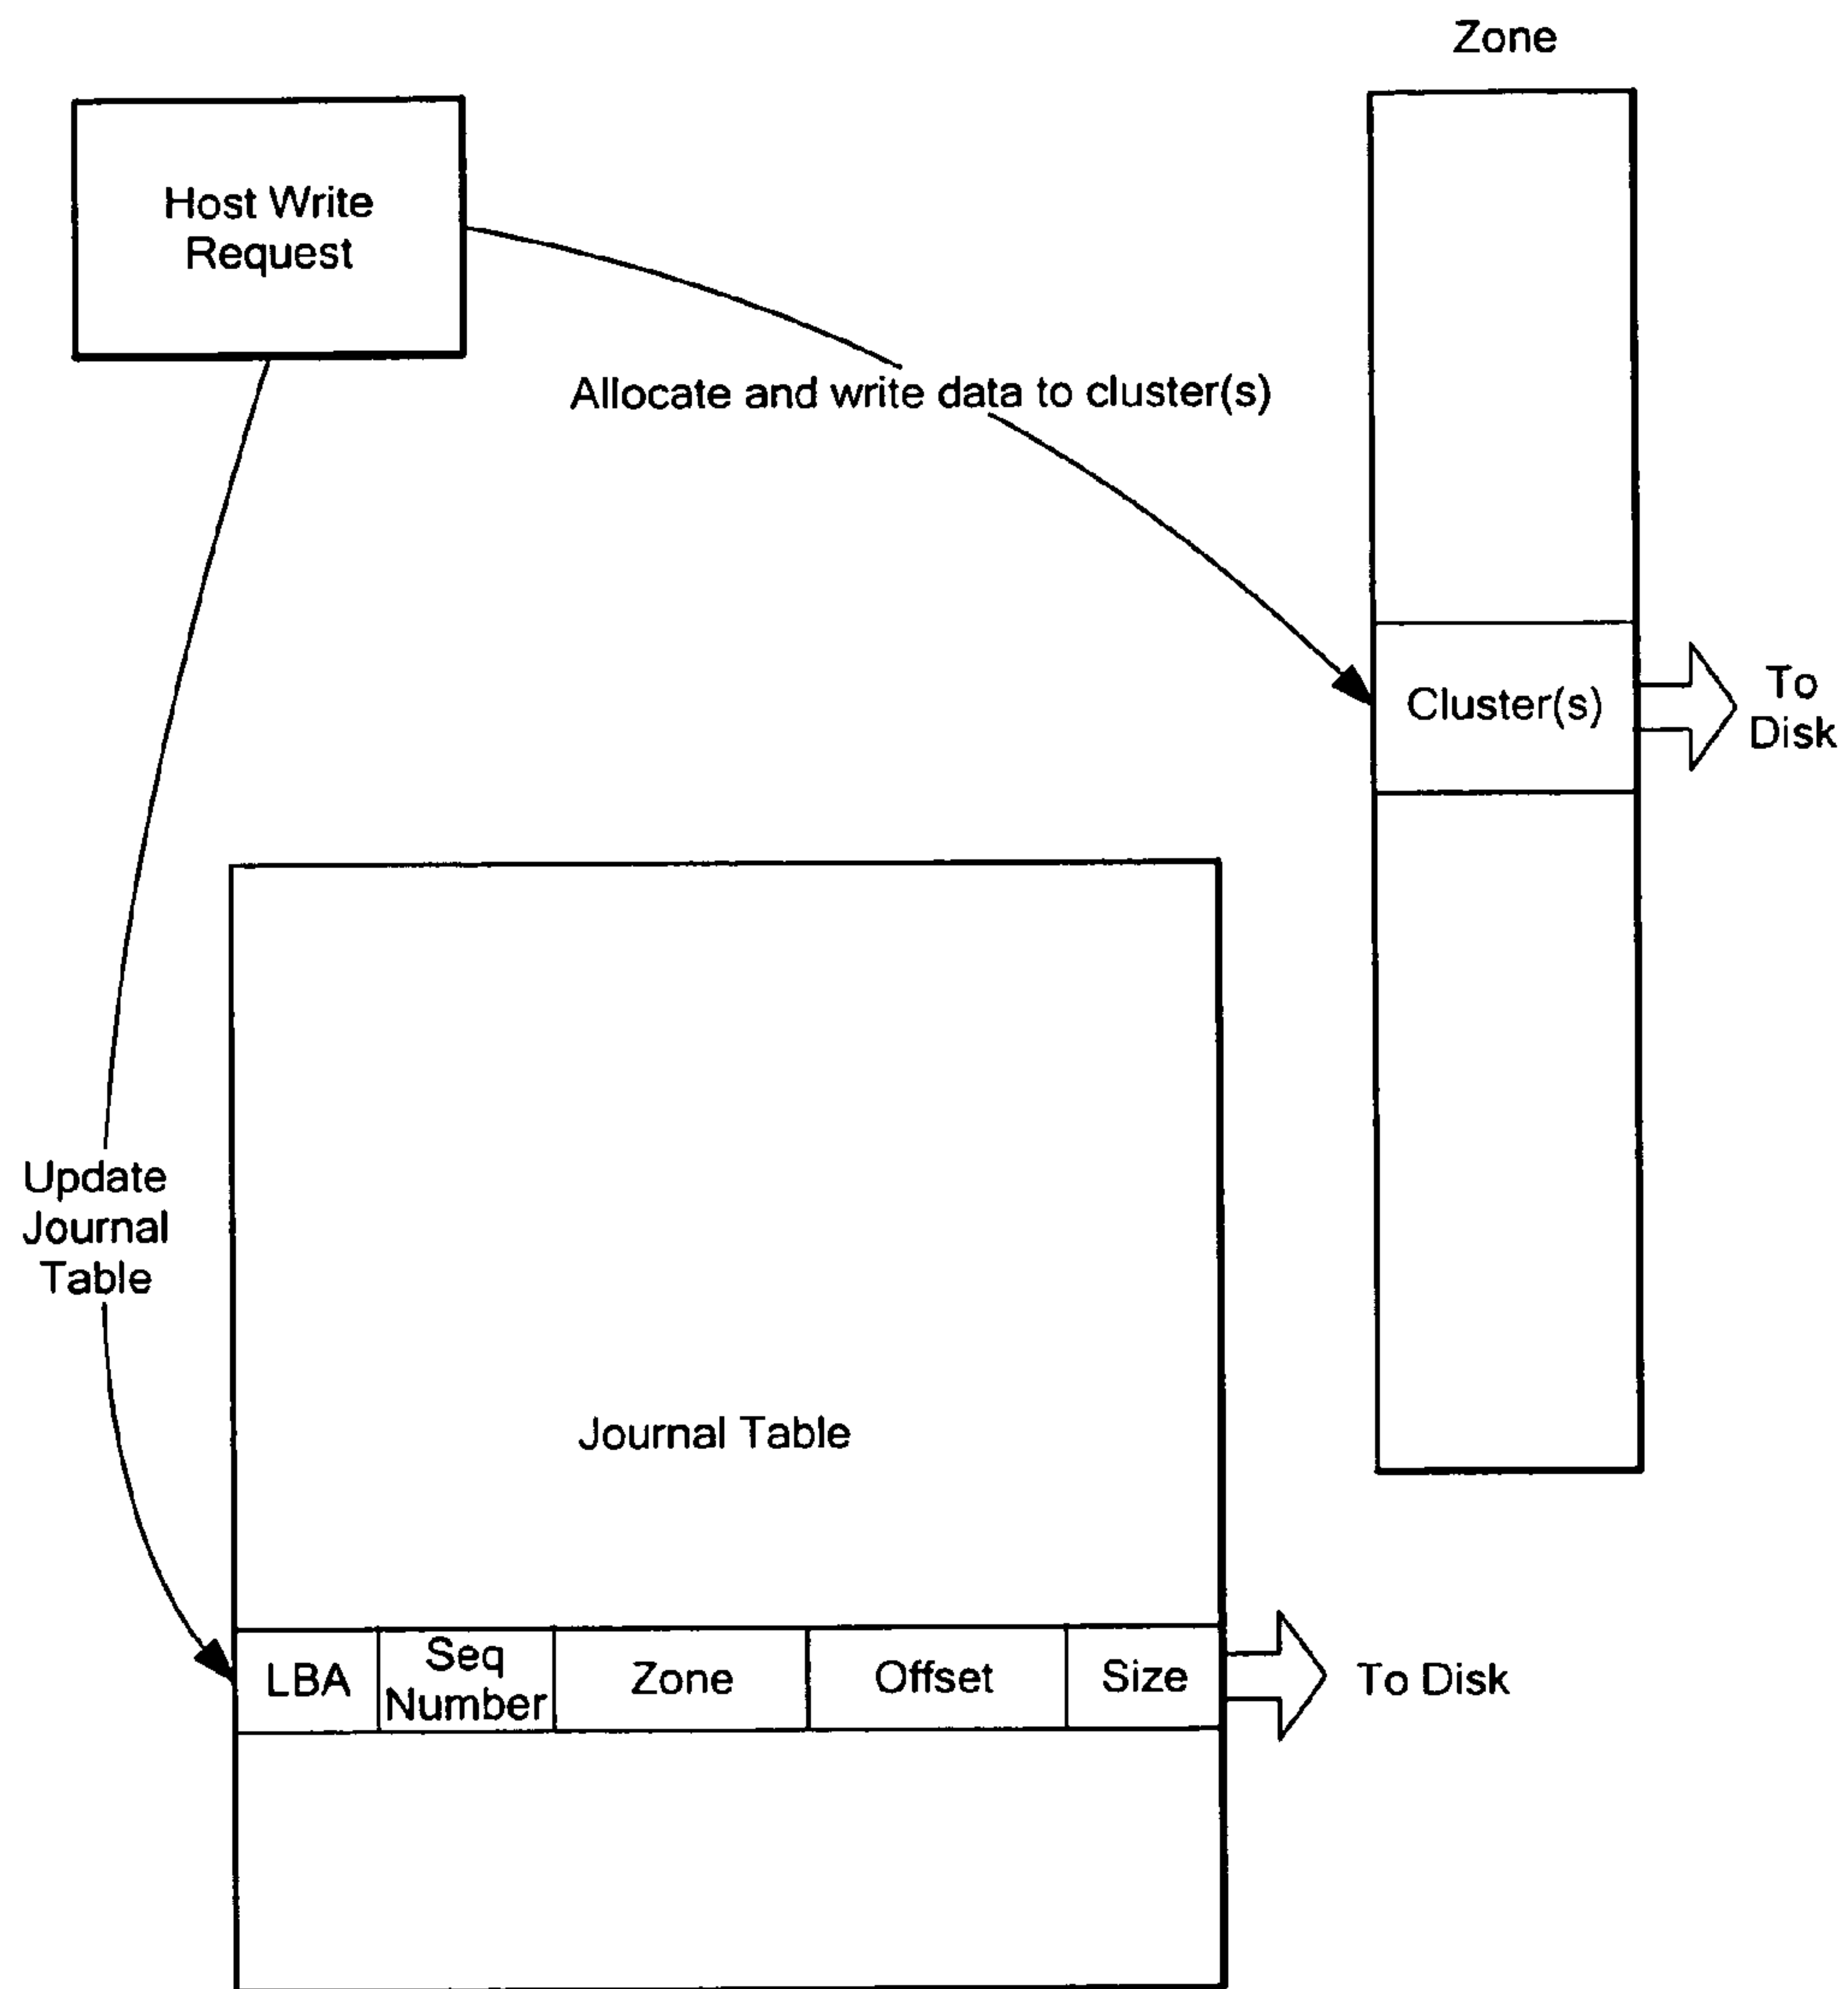 Zone
Host Write
Request
Allocate and write data to cluster(s)
Cluster(s)
To
Disk
Update
Journal
Table
Journal Table
LBA
Seq
Number
Zone
Offset
Size
To Disk